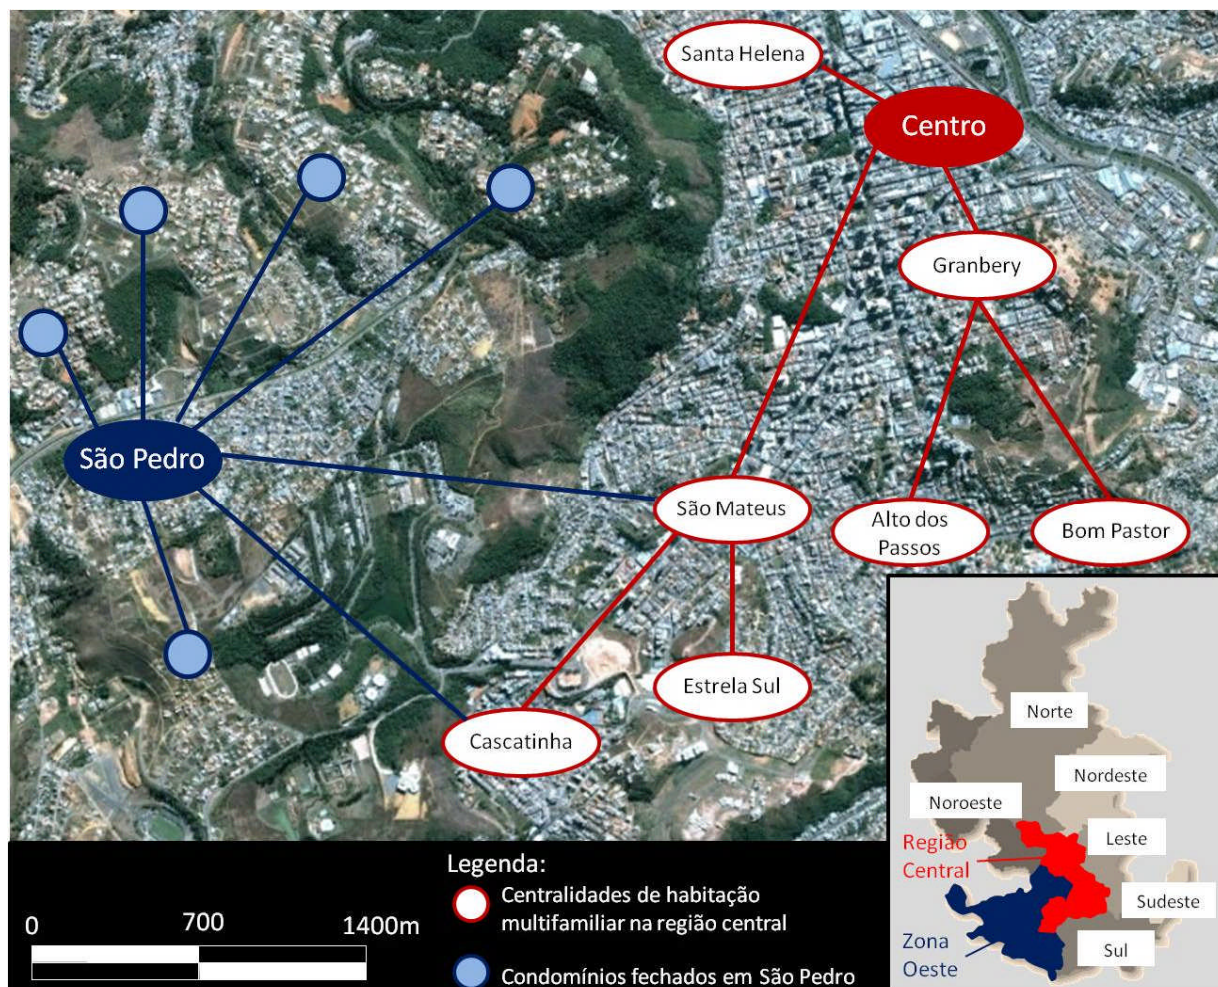 Santa Helena
Centro
Granbery
São Pedro
São Mateus
Alto dos
Passos
Bom Pastor
Estrela Sul
Cascatinha
Norte
Nordeste
Noroeste
Leste
Região
Central
Sudeste
Zona
Oeste
Sul
Legenda:
Centralidades de habitação
multifamiliar na região central
Condomínios fechados em São Pedro
0 700 1400m